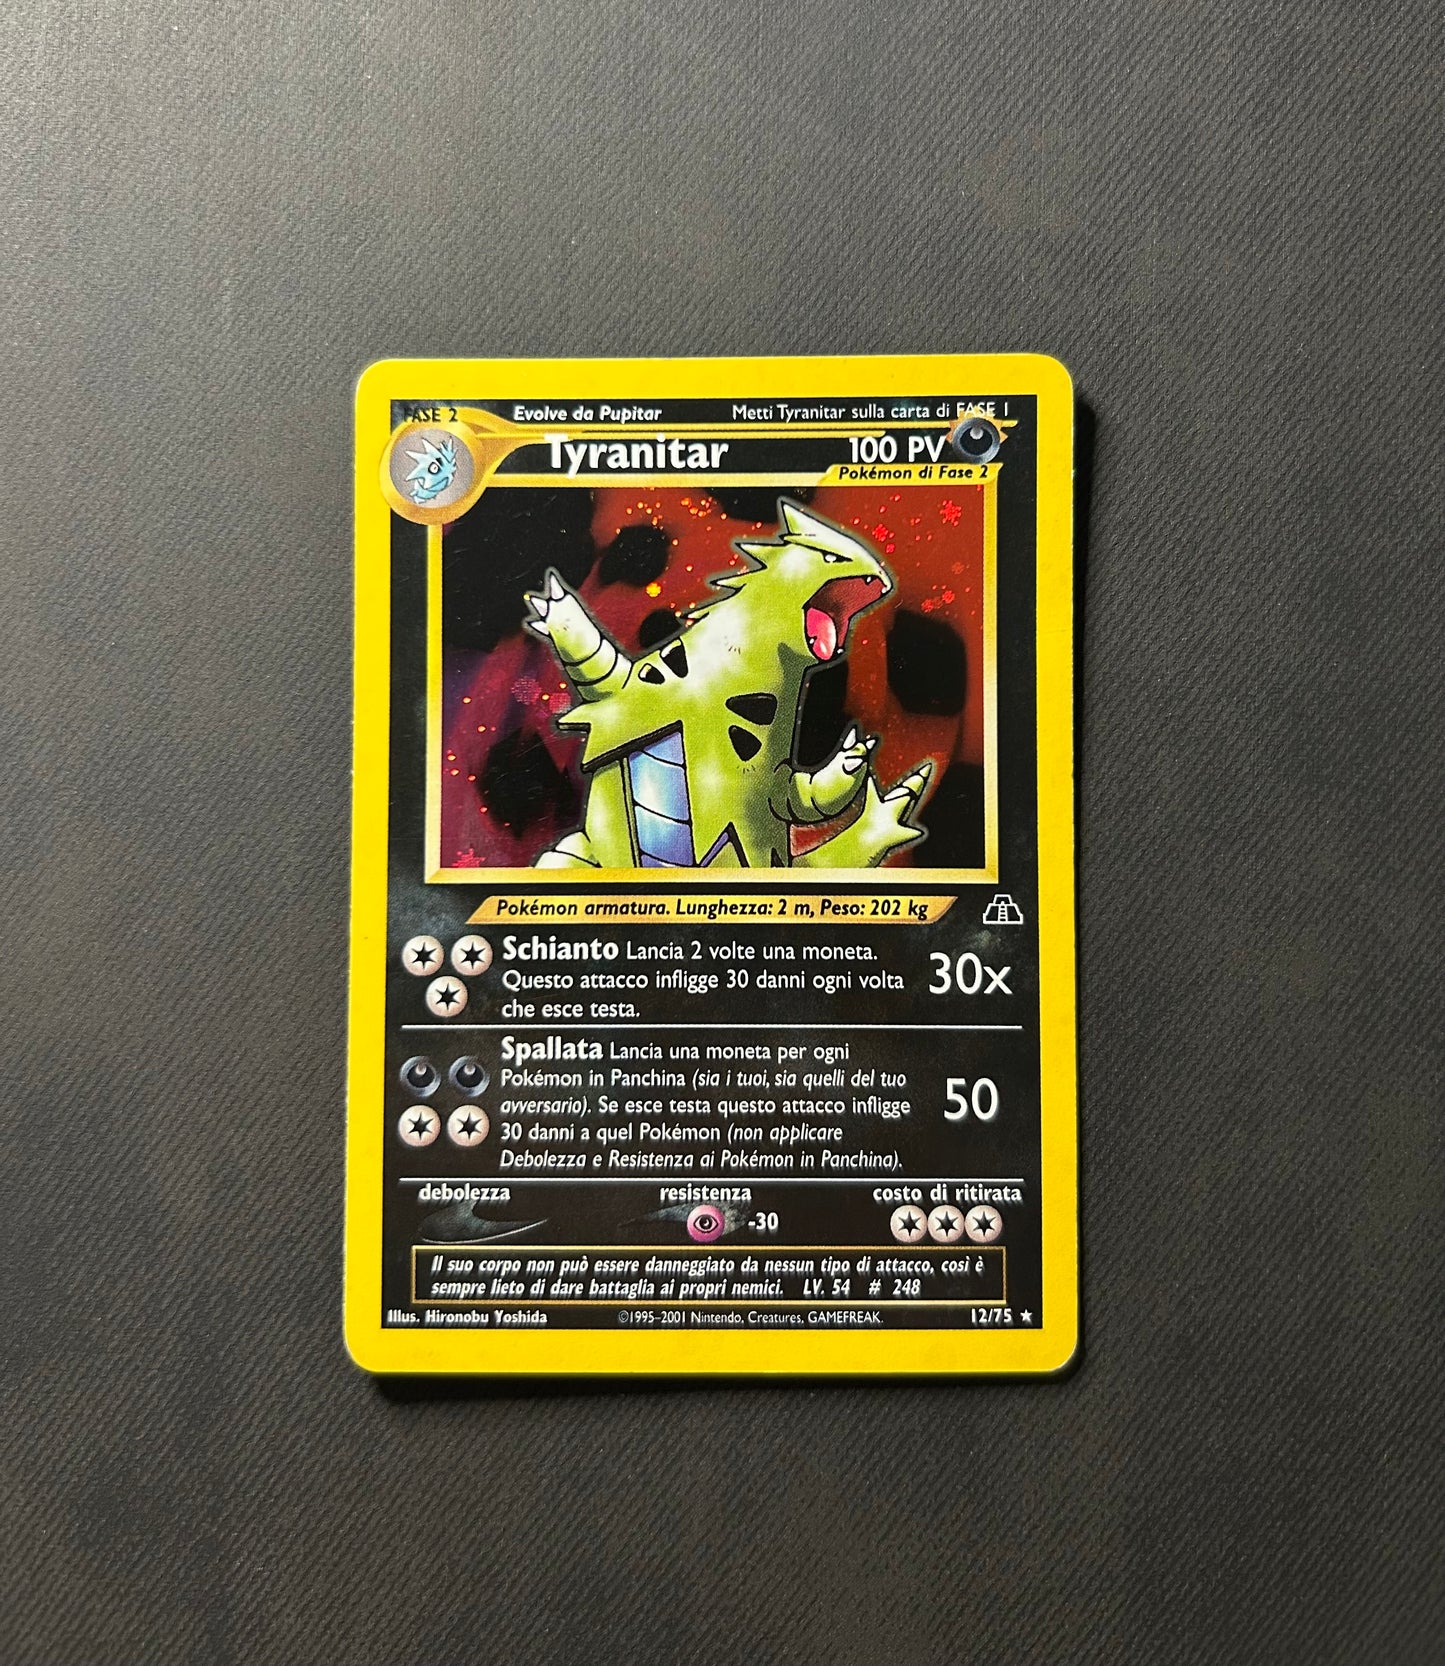 FASE 2 Evolve da Pupitar Metti Tyranitar sulla carta di FASE 1
Tyranitar 100 PV
Pokémon di Fase 2
Pokémon armatura. Lunghezza: 2 m, Peso: 202 kg
Schianto Lancia 2 volte una moneta.
Questo attacco infligge 30 danni ogni volta
che esce testa.
30x
Spallata Lancia una moneta per ogni
Pokémon in Panchina (sia i tuoi, sia quelli del tuo
avversario). Se esce testa questo attacco infligge
30 danni a quel Pokémon (non applicare
Debolezza e Resistenza ai Pokémon in Panchina).
50
debolezza resistenza costo di ritirata
-30
Il suo corpo non può essere danneggiato da nessun tipo di attacco, così è
sempre lieto di dare battaglia ai propri nemici. LV. 54 # 248
Illus. Hironobu Yoshida ©1995-2001 Nintendo, Creatures, GAMEFREAK. 12/75 ★